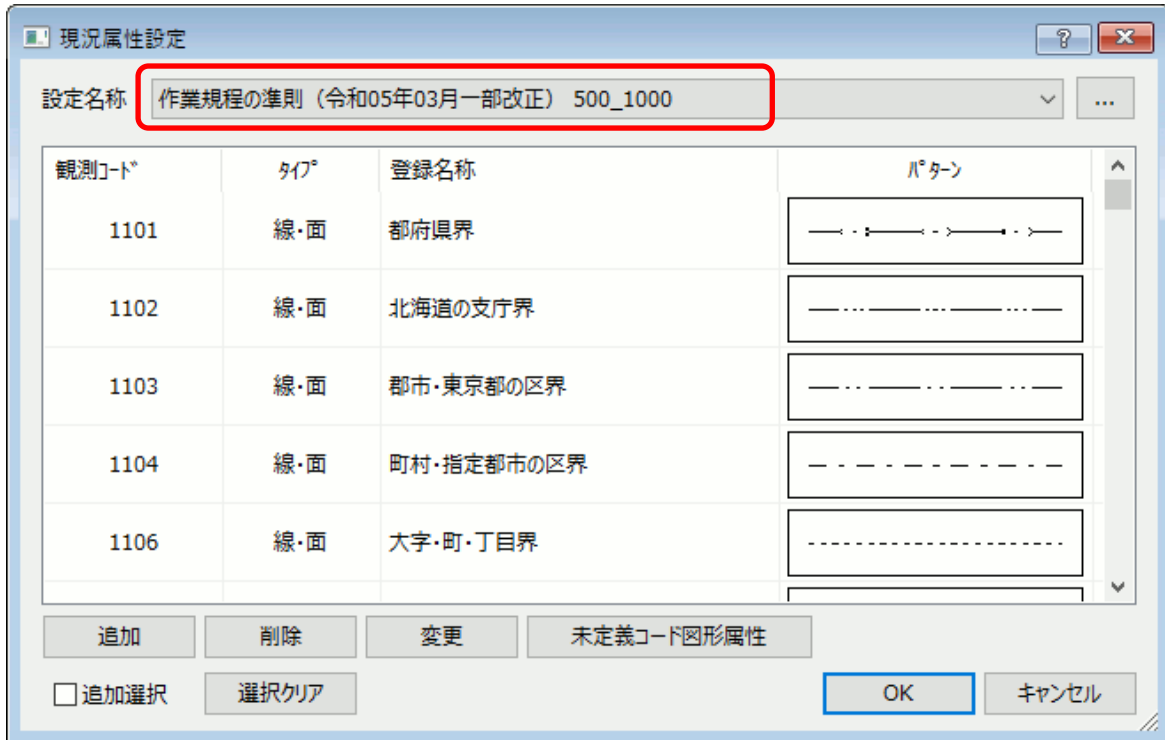 現況属性設定
設定名称 作業規程の準則（令和05年03月一部改正） 500_1000 ...
観測ｺｰﾄﾞ ﾀｲﾌﾟ 登録名称 ﾊﾟﾀｰﾝ
1101 線・面 都府県界
1102 線・面 北海道の支庁界
1103 線・面 郡市・東京都の区界
1104 線・面 町村・指定都市の区界
1106 線・面 大字・町・丁目界
追加 削除 変更 未定義コード図形属性
追加選択 選択クリア OK キャンセル